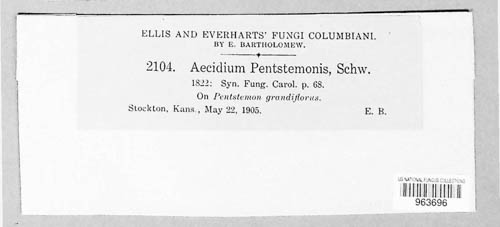 ELLIS AND EVERHARTS' FUNGI COLUMBIANI.
BY E. BARTHOLOMEW.
2104. Aecidium Pentstemonis, Schw.
1822: Syn. Fung. Carol. p. 68.
On Pentstemon grandiflorus.
Stockton, Kans., May 22, 1905. E. B.
US NATIONAL FUNGUS COLLECTIONS
963696